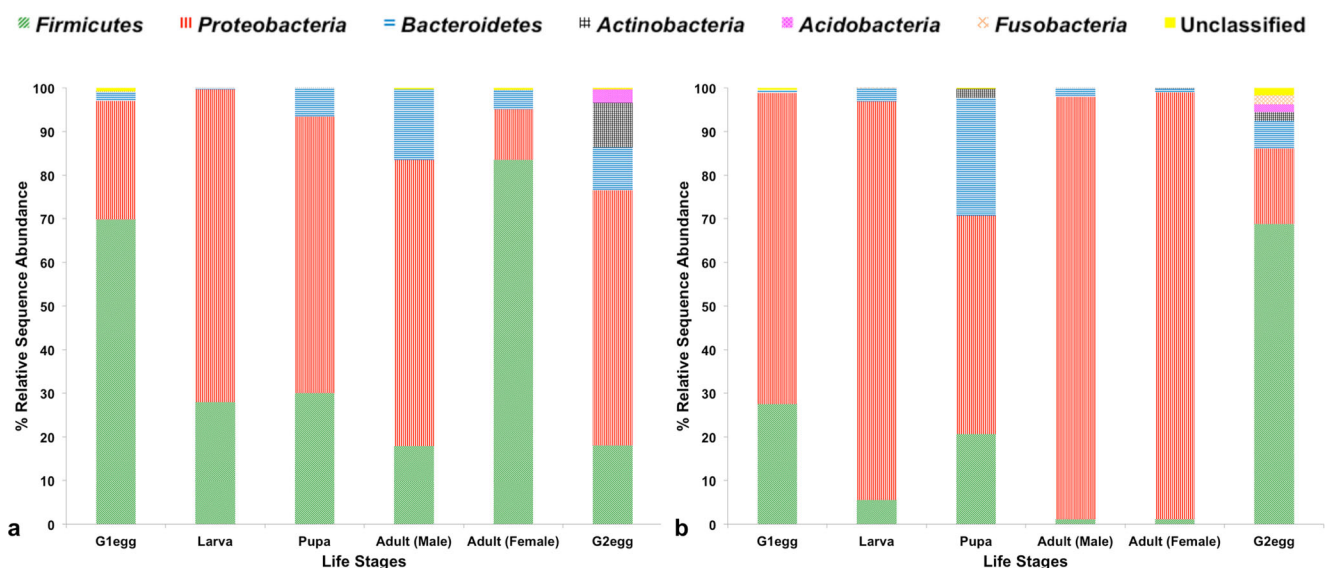 Firmicutes Proteobacteria Bacteroidetes Actinobacteria Acidobacteria Fusobacteria Unclassified
% Relative Sequence Abundance
100
90
80
70
60
50
40
30
20
10
0
G1egg Larva Pupa Adult (Male) Adult (Female) G2egg
Life Stages
a
% Relative Sequence Abundance
100
90
80
70
60
50
40
30
20
10
0
G1egg Larva Pupa Adult (Male) Adult (Female) G2egg
Life Stages
b